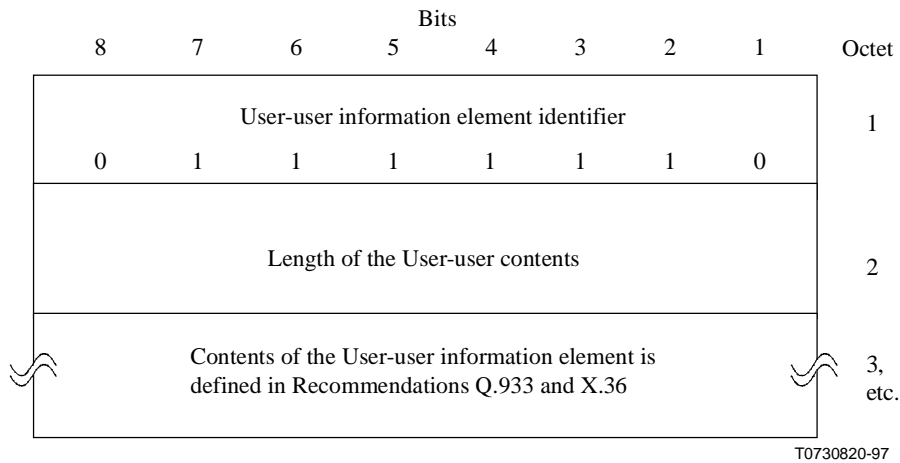 Bits
8 7 6 5 4 3 2 1 Octet
User-user information element identifier
1
0 1 1 1 1 1 1 0
Length of the User-user contents
2
Contents of the User-user information element is
defined in Recommendations Q.933 and X.36
3,
etc.
T0730820-97